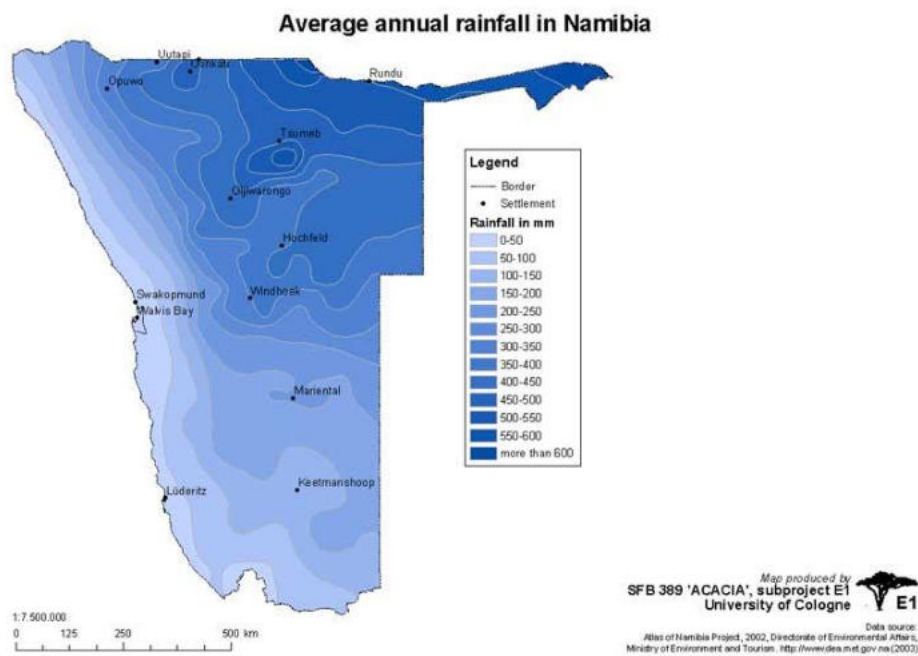 Average annual rainfall in Namibia
Uutapi
Oshkati
Opuwo
Rundu
Tsumeb
Otjiwarongo
Hochfeld
Windhoek
Swakopmund
Walvis Bay
Mariental
Keetmanshoop
Lüderitz
Legend
Border
Settlement
Rainfall in mm
0-50
50-100
100-150
150-200
200-250
250-300
300-350
350-400
400-450
450-500
500-550
550-600
more than 600
1:7.500.000
0 125 250 500 km
Map produced by
SFB 389 'ACACIA', subproject E1
University of Cologne
E1
Data source:
Atlas of Namibia Project, 2002, Directorate of Environmental Affairs,
Ministry of Environment and Tourism. http://www.dea.met.gov.na (2003)